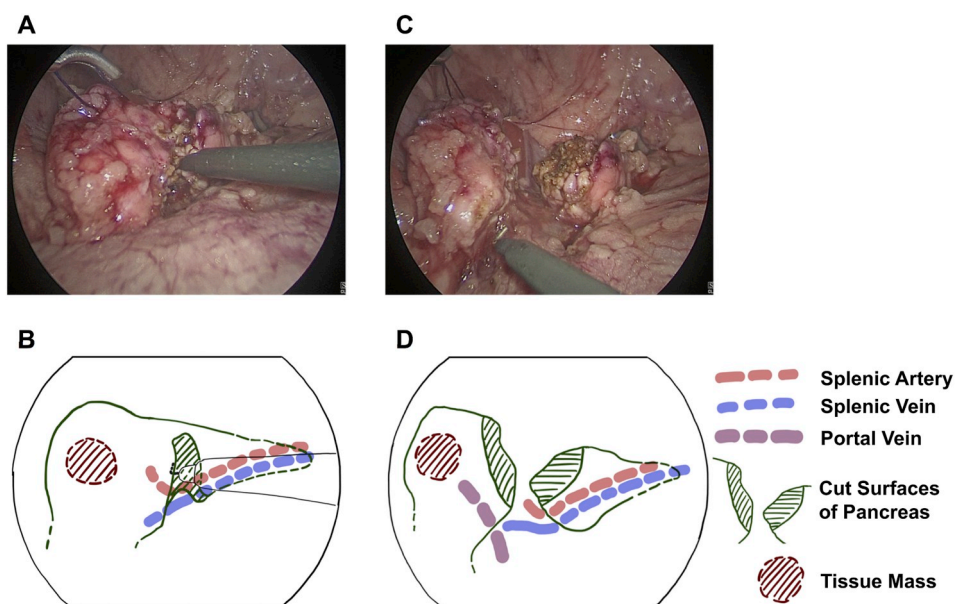 A
C
B
D
Splenic Artery
Splenic Vein
Portal Vein
Cut Surfaces
of Pancreas
Tissue Mass